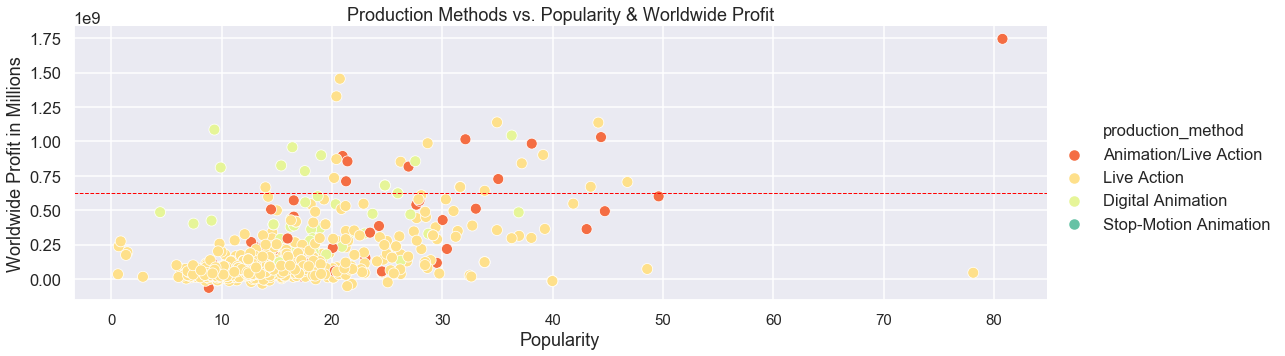 Production Methods vs. Popularity & Worldwide Profit
1e9
1.75
1.50
1.25
1.00
0.75
0.50
0.25
0.00
Worldwide Profit in Millions
0 10 20 30 40 50 60 70 80
Popularity
production_method
Animation/Live Action
Live Action
Digital Animation
Stop-Motion Animation